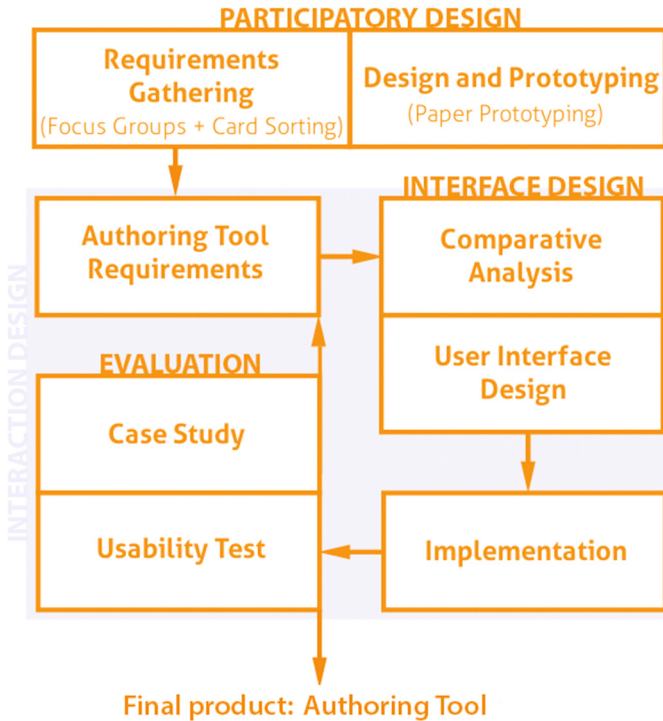 PARTICIPATORY DESIGN
Requirements
Gathering
(Focus Groups + Card Sorting)
Design and Prototyping
(Paper Prototyping)
INTERACTION DESIGN
Authoring Tool
Requirements
INTERFACE DESIGN
Comparative
Analysis
User Interface
Design
EVALUATION
Case Study
Usability Test
Implementation
Final product: Authoring Tool